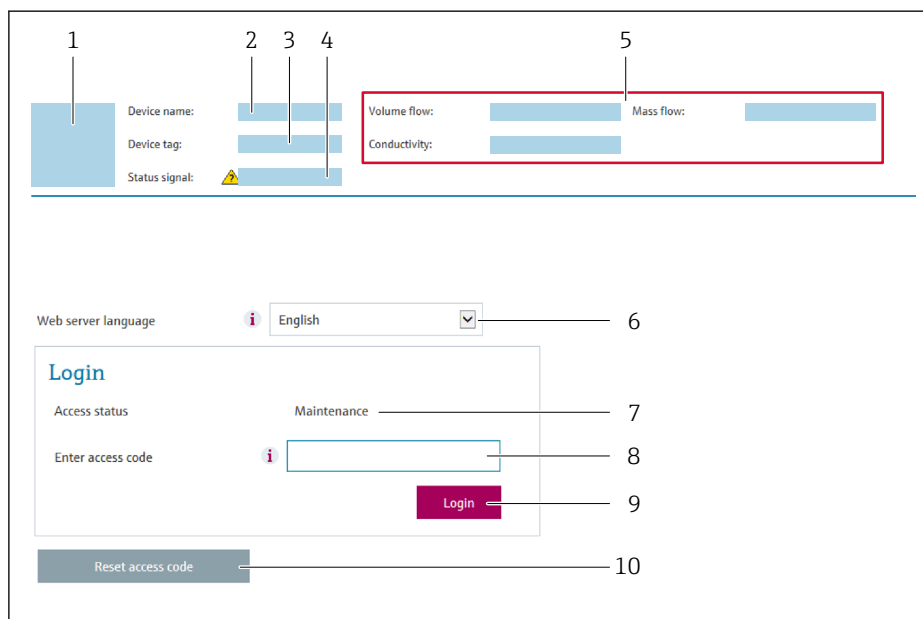 1 2 3 4 5
Device name: Volume flow: Mass flow:
Device tag: Conductivity:
Status signal: ?
Web server language i English 6
Login
Access status Maintenance 7
Enter access code i 8
Login 9
Reset access code 10